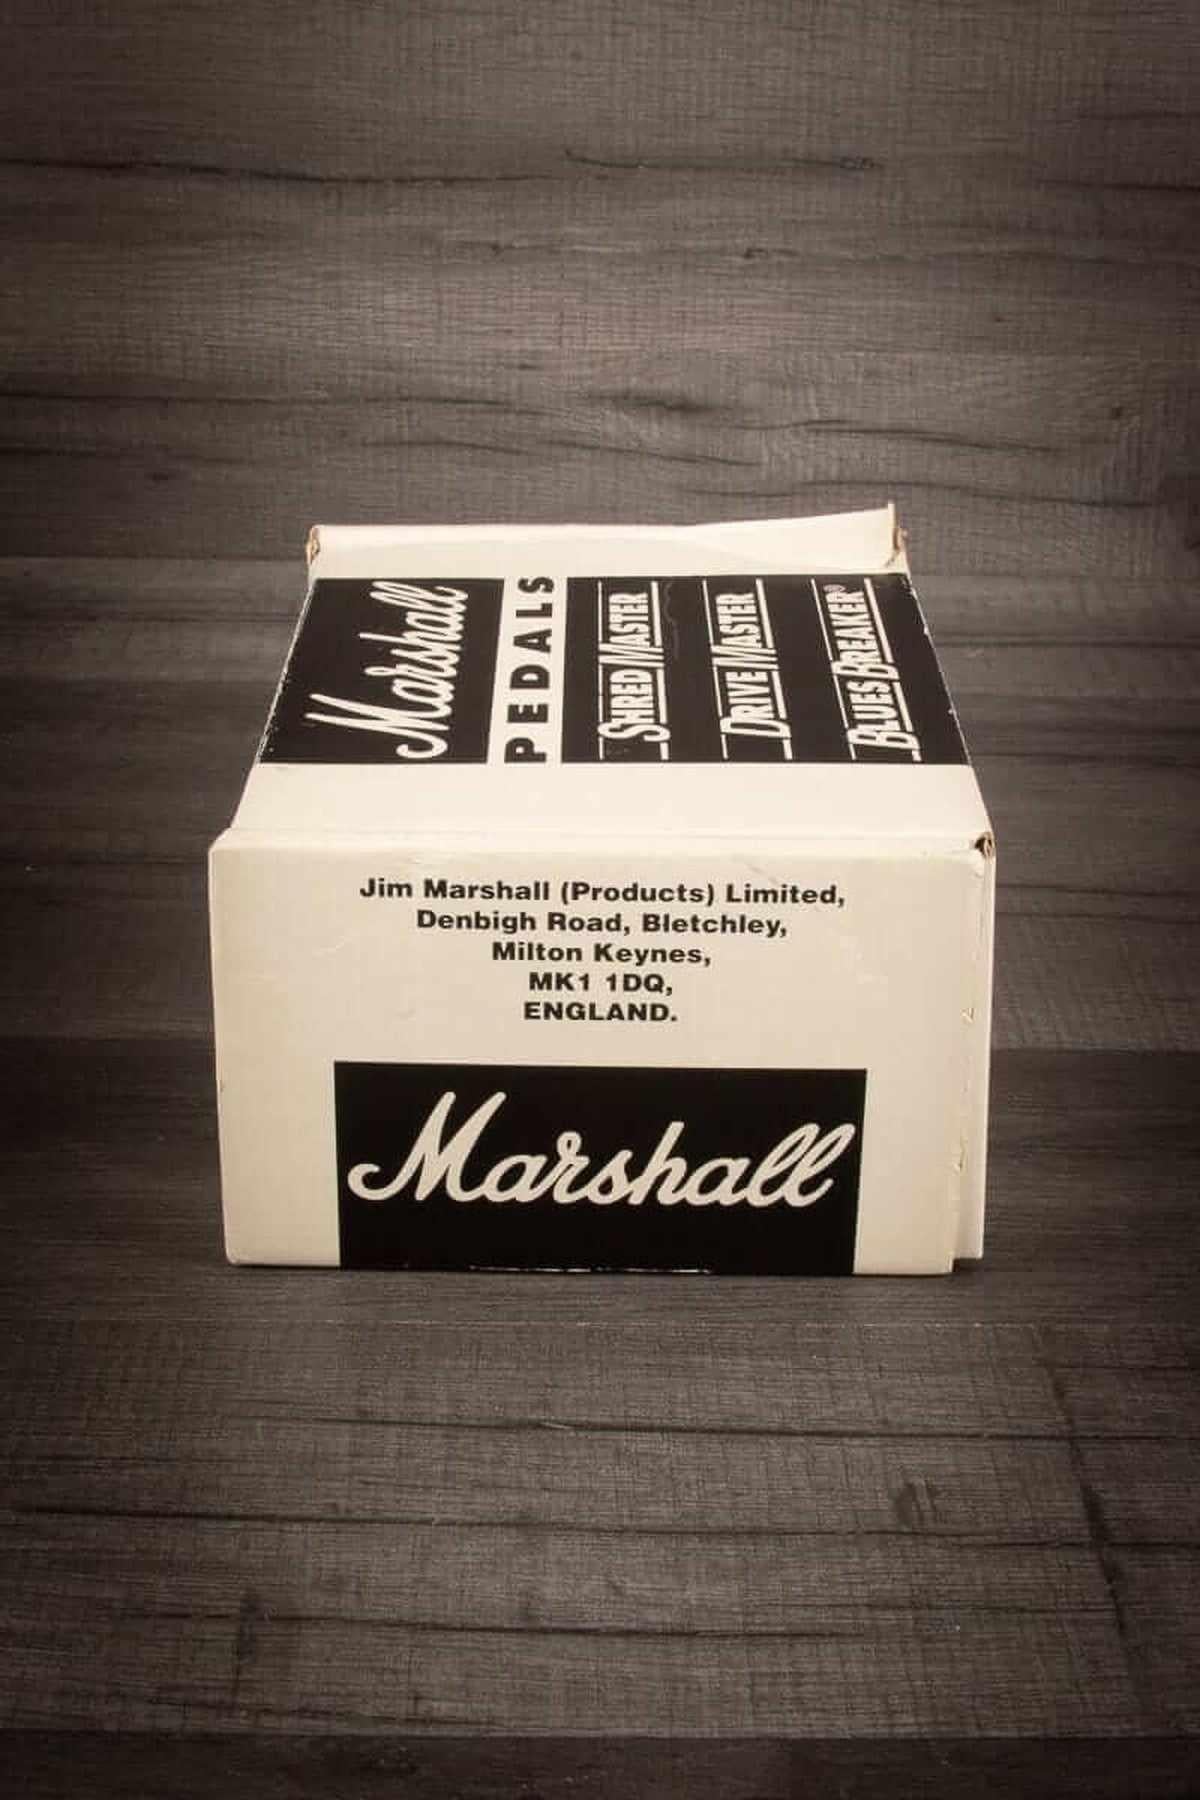 Marshall
PEDALS
SHRED MASTER
DRIVE MASTER
BLUES BREAKER®
Jim Marshall (Products) Limited,
Denbigh Road, Bletchley,
Milton Keynes,
MK1 1DQ,
ENGLAND.
Marshall